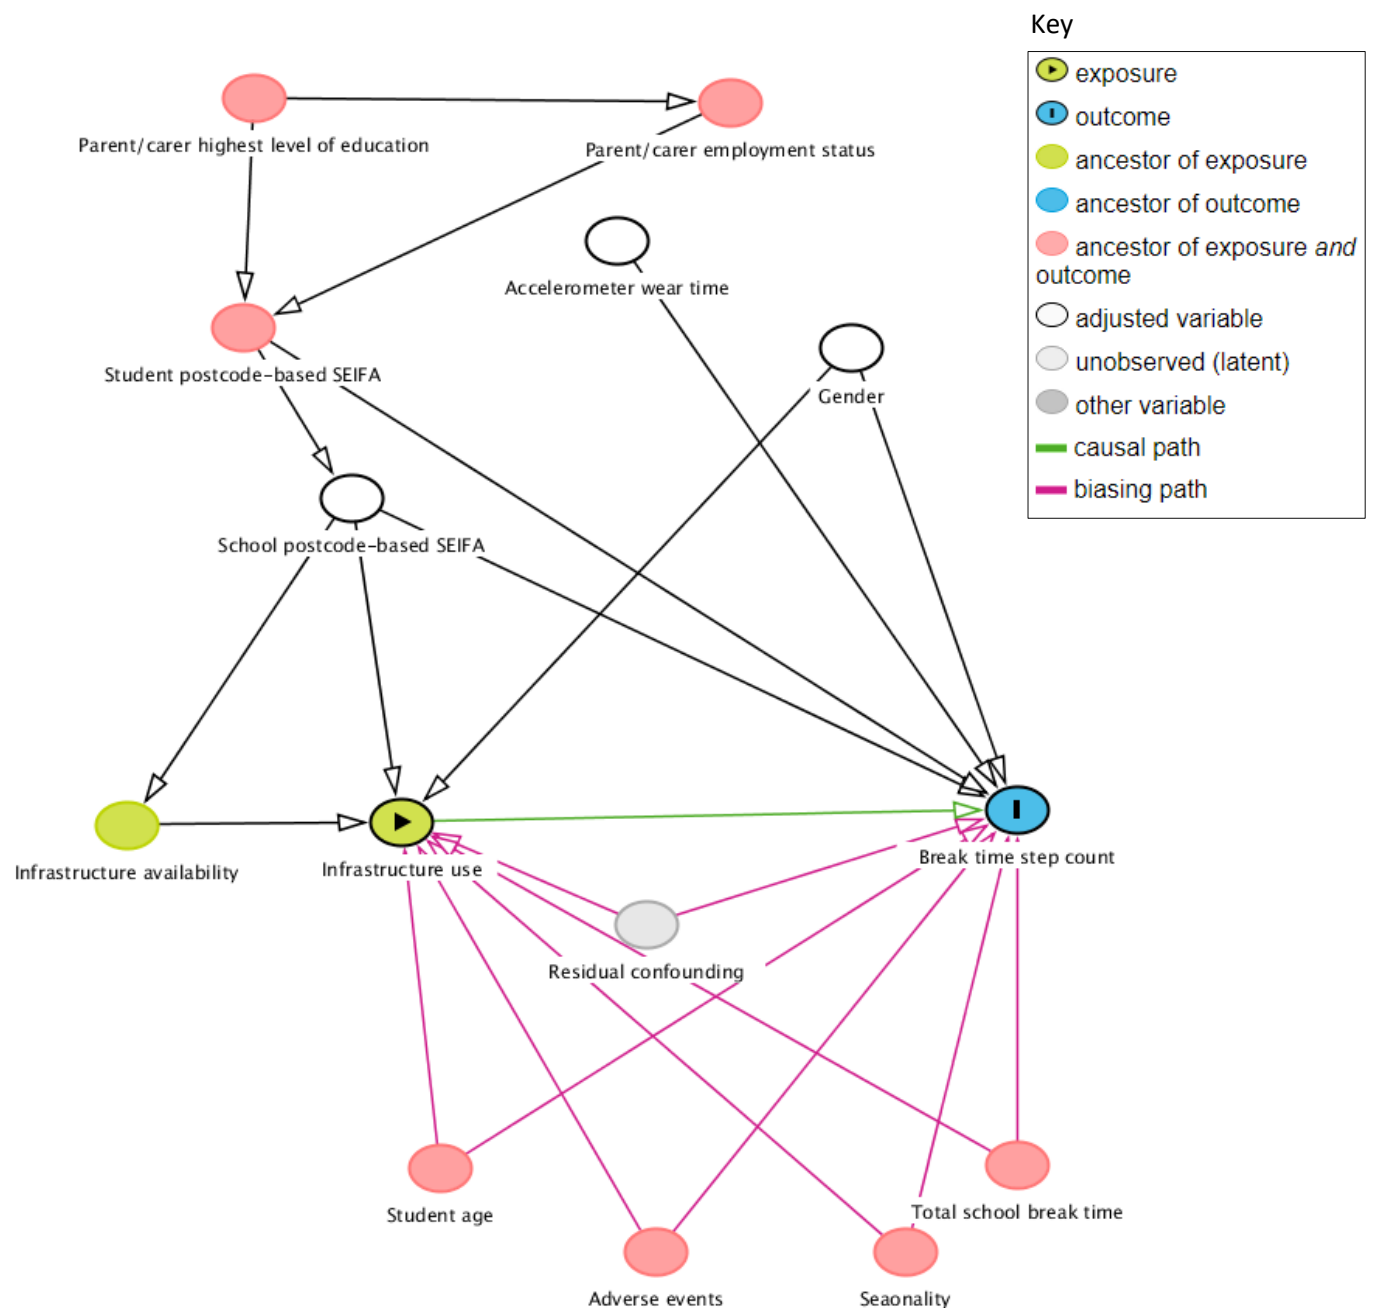 Key
exposure
outcome
ancestor of exposure
ancestor of outcome
ancestor of exposure and
outcome
adjusted variable
unobserved (latent)
other variable
causal path
biasing path
Parent/carer highest level of education
Parent/carer employment status
Accelerometer wear time
Student postcode-based SEIFA
Gender
School postcode-based SEIFA
Infrastructure availability
Infrastructure use
Break time step count
Residual confounding
Student age
Total school break time
Adverse events
Seaonality